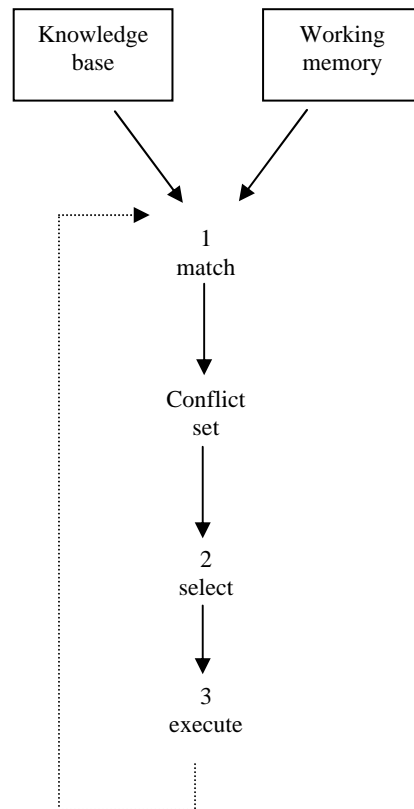 Knowledge
base
Working
memory
1
match
Conflict
set
2
select
3
execute